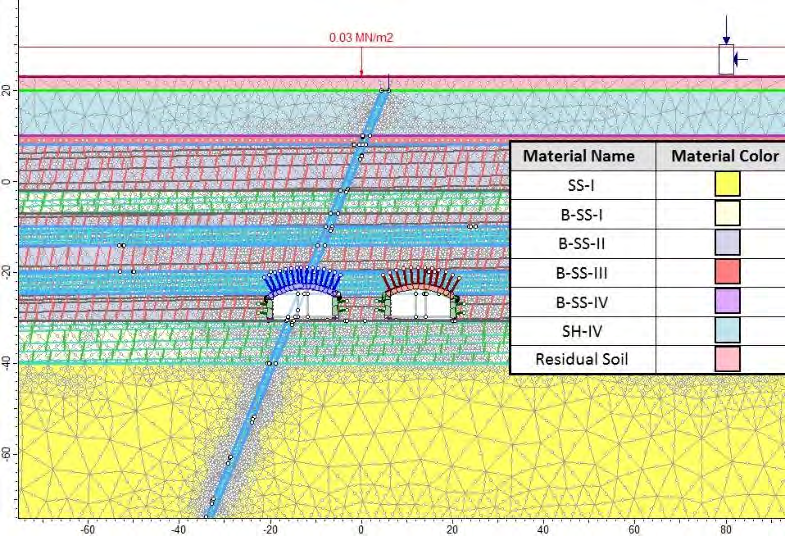 0.03 MN/m2
20
0
-20
-40
-60
Material Name Material Color
SS-I
B-SS-I
B-SS-II
B-SS-III
B-SS-IV
SH-IV
Residual Soil
-60 -40 -20 0 20 40 60 80